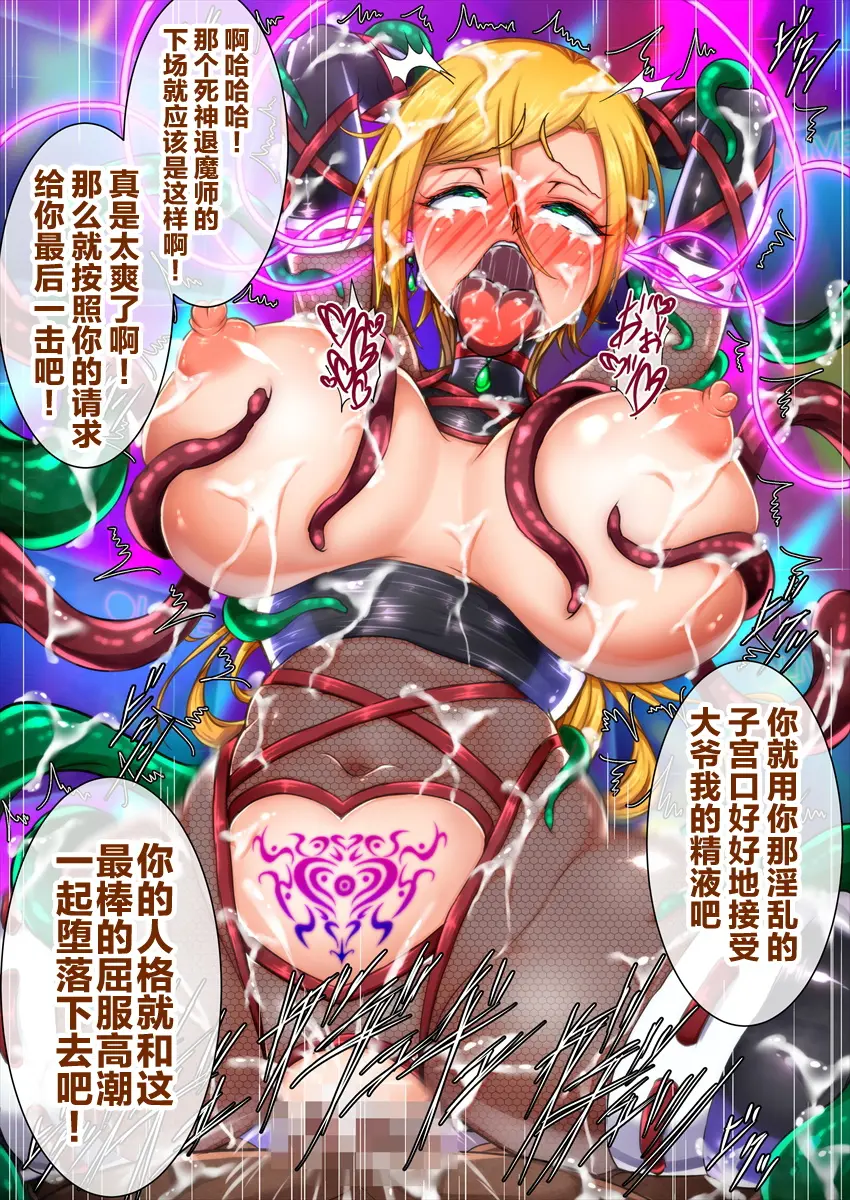 啊哈哈哈！
那个死神退魔师的
下场就应该是这样啊！
真是太爽了啊！
那么就按照你的请求
给你最后一击吧！
你就用你那淫乱的
子宫口好好地接受
大爷我的精液吧
你的人格就和这
最棒的屈服高潮
一起堕落下去吧！